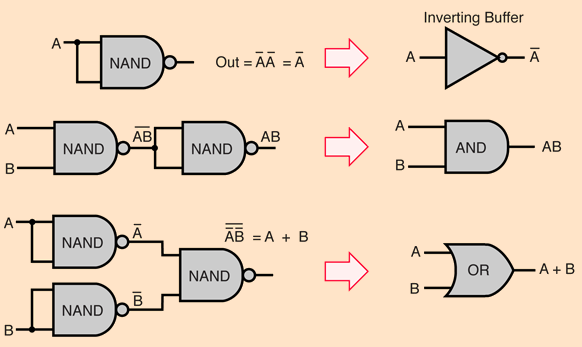 Inverting Buffer
A NAND Out = A̅ A̅ = A̅ A A̅
A NAND A̅B̅ NAND AB A AND AB
B B
A NAND A̅ A̿̅B̿̅ = A + B
NAND A OR A + B
B NAND B̅ B